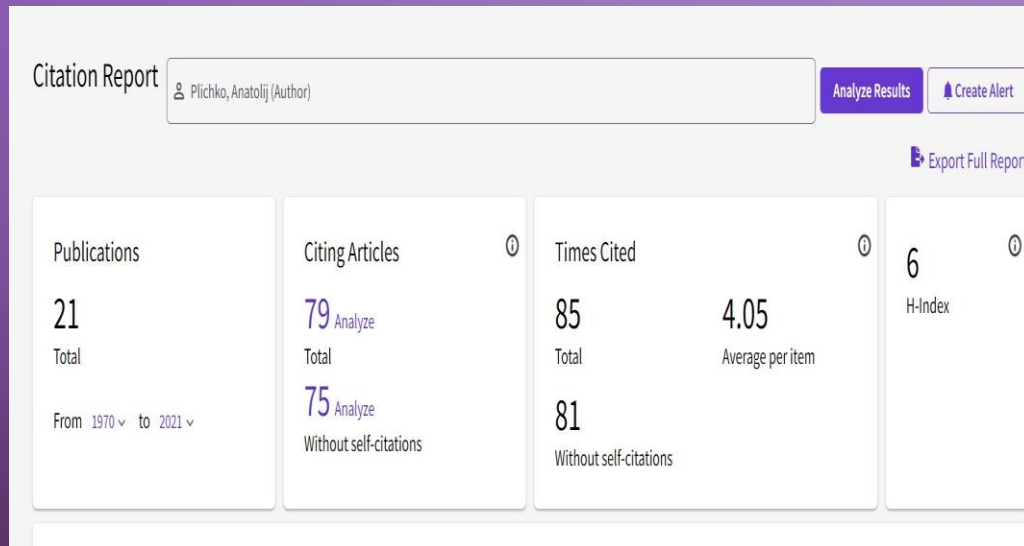 Citation Report
Plichko, Anatolij (Author)
Analyze Results
Create Alert
Export Full Repor
Publications
21
Total
From 1970 to 2021
Citing Articles
79 Analyze
Total
75 Analyze
Without self-citations
Times Cited
85
Total
4.05
Average per item
81
Without self-citations
6
H-Index